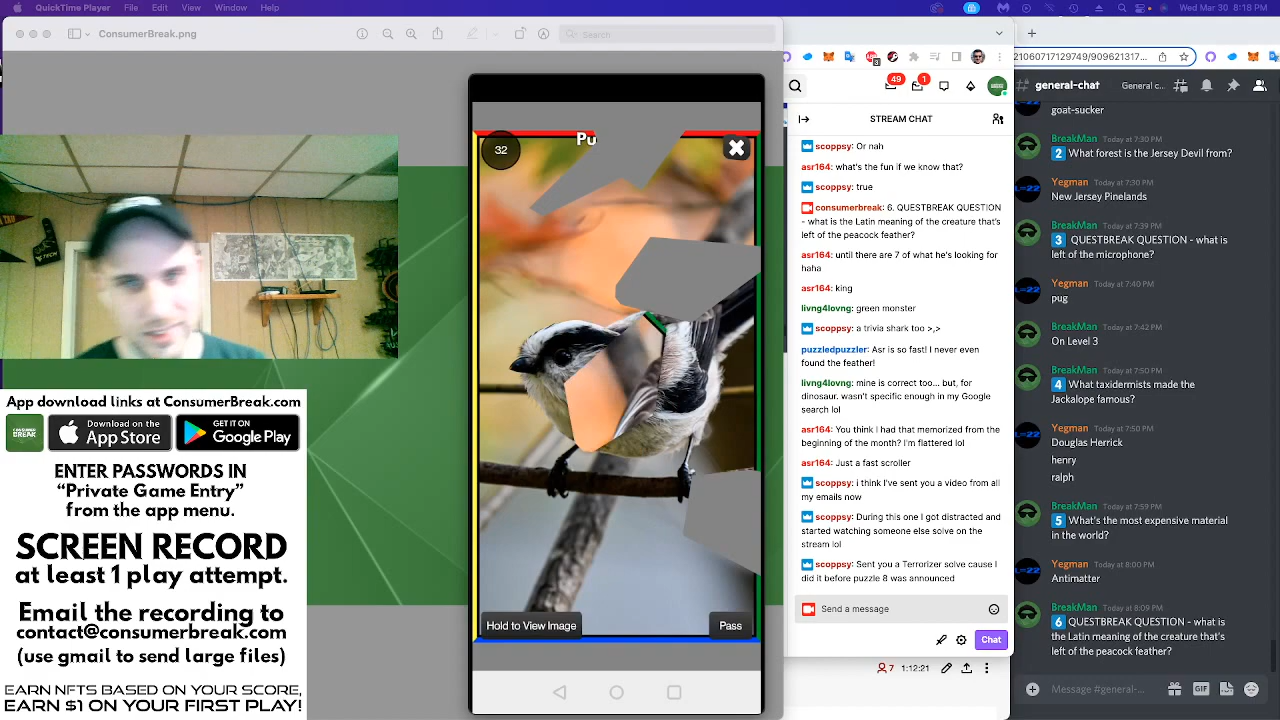 QuickTime Player File Edit View Window Help
Wed Mar 30 8:18 PM
ConsumerBreak.png
Search
32
Pu
Hold to View Image
Pass
App download links at ConsumerBreak.com
CONSUMER BREAK
Download on the App Store
GET IT ON Google Play
ENTER PASSWORDS IN
“Private Game Entry”
from the app menu.
SCREEN RECORD
at least 1 play attempt.
Email the recording to
contact@consumerbreak.com
(use gmail to send large files)
EARN NFTS BASED ON YOUR SCORE,
EARN $1 ON YOUR FIRST PLAY!
49
1
STREAM CHAT
scoppsy: Or nah
asr164: what's the fun if we know that?
scoppsy: true
consumerbreak: 6. QUESTBREAK QUESTION
- what is the Latin meaning of the creature that's
left of the peacock feather?
asr164: until there are 7 of what he's looking for
haha
asr164: king
livng4lovng: green monster
scoppsy: a trivia shark too >,>
puzzledpuzzler: Asr is so fast! I never even
found the feather!
livng4lovng: mine is correct too... but, for
dinosaur. wasn't specific enough in my Google
search lol
asr164: You think I had that memorized from the
beginning of the month? I'm flattered lol
asr164: Just a fast scroller
scoppsy: i think I've sent you a video from all
my emails now
scoppsy: During this one I got distracted and
started watching someone else solve on the
stream lol
scoppsy: Sent you a Terrorizer solve cause I
did it before puzzle 8 was announced
Send a message
Chat
7 1:12:21
21060717129749/909621317...
general-chat General c...
goat-sucker
BreakMan Today at 7:30 PM
2 What forest is the Jersey Devil from?
Yegman Today at 7:30 PM
New Jersey Pinelands
BreakMan Today at 7:39 PM
3 QUESTBREAK QUESTION - what is
left of the microphone?
Yegman Today at 7:40 PM
pug
BreakMan Today at 7:42 PM
On Level 3
BreakMan Today at 7:50 PM
4 What taxidermists made the
Jackalope famous?
Yegman Today at 7:50 PM
Douglas Herrick
henry
ralph
BreakMan Today at 7:59 PM
5 What's the most expensive material
in the world?
Yegman Today at 8:00 PM
Antimatter
BreakMan Today at 8:09 PM
6 QUESTBREAK QUESTION - what is
the Latin meaning of the creature that's
left of the peacock feather?
Message #general-...
GIF